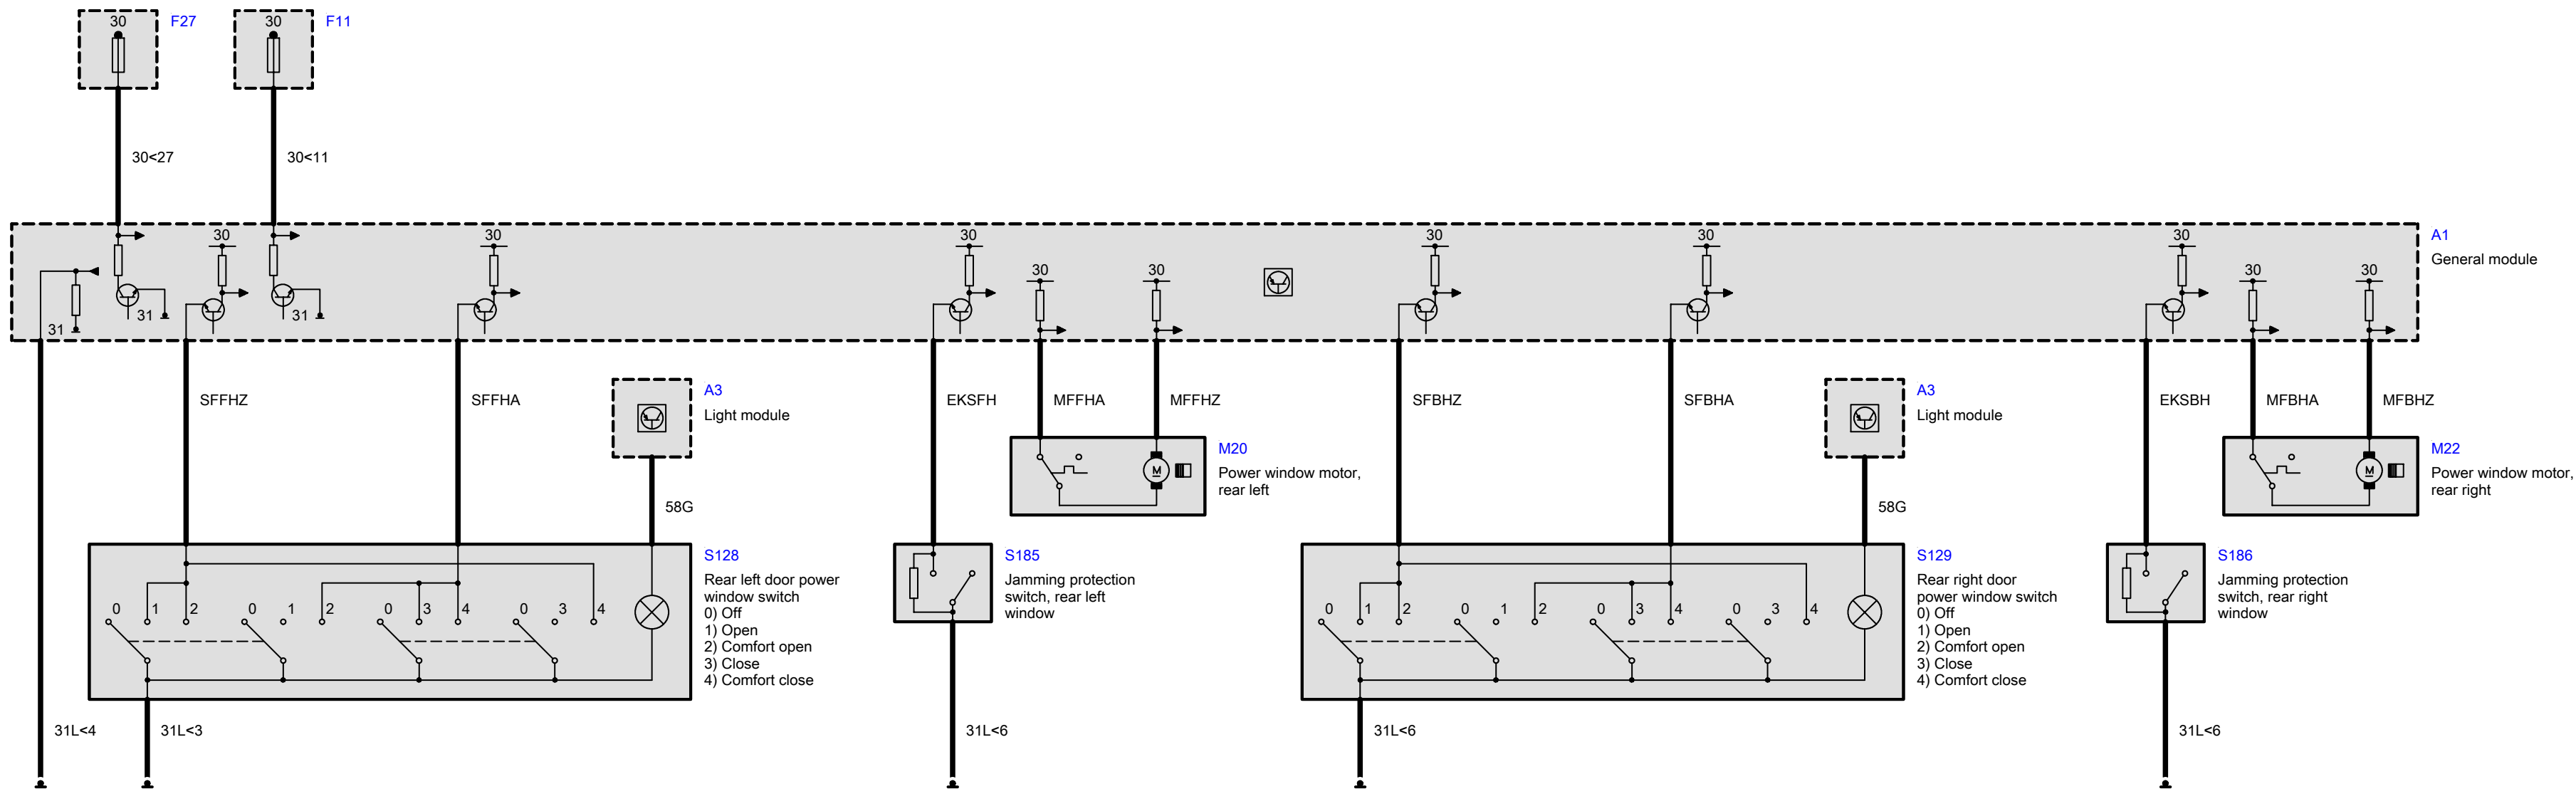 30
F27
30
F11
30<27
30<11
30
30
30
30
30
30
30
30
30
30
31
31
31
A1
General module
SFFHZ
SFFHA
A3
Light module
EKSFH
MFFHA
MFFHZ
SFBHZ
SFBHA
A3
Light module
EKSBH
MFBHA
MFBHZ
M20
Power window motor,
rear left
M22
Power window motor,
rear right
58G
58G
S128
Rear left door power
window switch
0) Off
1) Open
2) Comfort open
3) Close
4) Comfort close
0 1 2 0 1 2 0 3 4 0 3 4
S185
Jamming protection
switch, rear left
window
S129
Rear right door
power window switch
0) Off
1) Open
2) Comfort open
3) Close
4) Comfort close
0 1 2 0 1 2 0 3 4 0 3 4
S186
Jamming protection
switch, rear right
window
M
M
31L<4
31L<3
31L<6
31L<6
31L<6